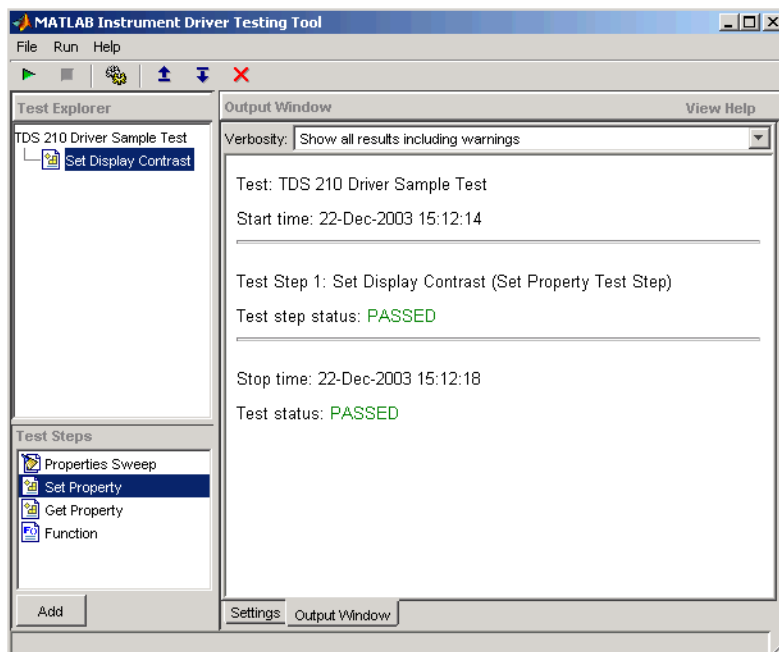 MATLAB Instrument Driver Testing Tool
File Run Help
Test Explorer
TDS 210 Driver Sample Test
Set Display Contrast
Test Steps
Properties Sweep
Set Property
Get Property
Function
Add
Output Window View Help
Verbosity: Show all results including warnings
Test: TDS 210 Driver Sample Test
Start time: 22-Dec-2003 15:12:14
Test Step 1: Set Display Contrast (Set Property Test Step)
Test step status: PASSED
Stop time: 22-Dec-2003 15:12:18
Test status: PASSED
Settings Output Window